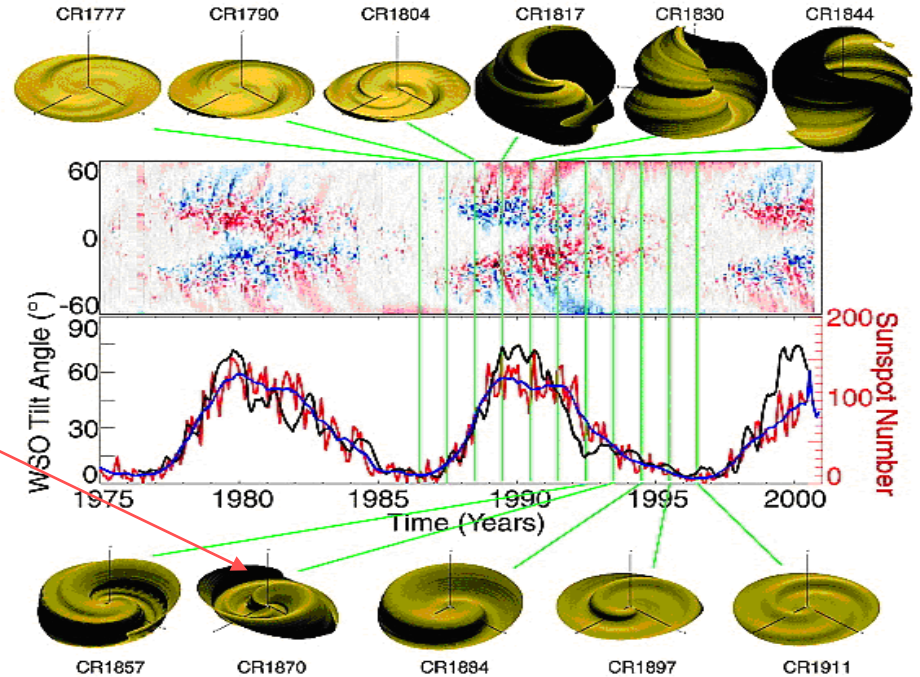 CR1777 CR1790 CR1804 CR1817 CR1830 CR1844
60
0
-60
WSO Tilt Angle (°)
90
60
30
0
200
100
0
Sunspot Number
1975 1980 1985 1990 1995 2000
Time (Years)
CR1857 CR1870 CR1884 CR1897 CR1911